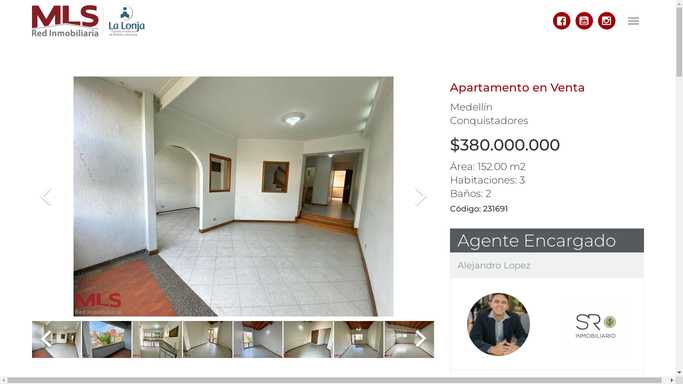 MLS
Red Inmobiliaria
La Lonja
Apartamento en Venta
Medellín
Conquistadores
$380.000.000
Área: 152.00 m2
Habitaciones: 3
Baños: 2
Código: 231691
MLS
Red Inmobiliaria
Agente Encargado
Alejandro Lopez
SR
INMOBILIARIO